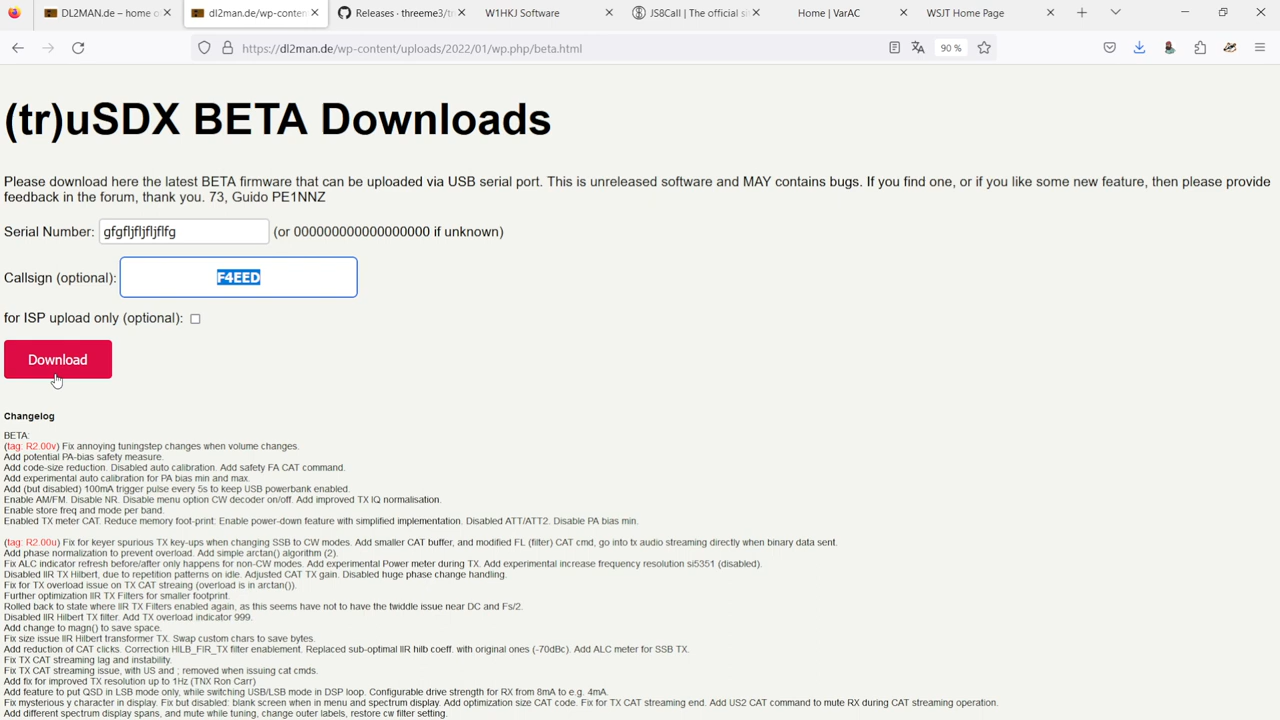 DL2MAN.de – home o
dl2man.de/wp-conten
Releases · threeme3/t
W1HKJ Software
JS8Call | The official si
Home | VarAC
WSJT Home Page
https://dl2man.de/wp-content/uploads/2022/01/wp.php/beta.html
90 %
(tr)uSDX BETA Downloads
Please download here the latest BETA firmware that can be uploaded via USB serial port. This is unreleased software and MAY contains bugs. If you find one, or if you like some new feature, then please provide
feedback in the forum, thank you. 73, Guido PE1NNZ
Serial Number: gfgfljfljfljflfg (or 000000000000000000 if unknown)
Callsign (optional): F4EED
for ISP upload only (optional):
Download
Changelog
BETA:
(tag: R2.00v) Fix annoying tuningstep changes when volume changes.
Add potential PA-bias safety measure.
Add code-size reduction. Disabled auto calibration. Add safety FA CAT command.
Add experimental auto calibration for PA bias min and max.
Add (but disabled) 100mA trigger pulse every 5s to keep USB powerbank enabled.
Enable AM/FM. Disable NR. Disable menu option CW decoder on/off. Add improved TX IQ normalisation.
Enable store freq and mode per band.
Enabled TX meter CAT. Reduce memory foot-print: Enable power-down feature with simplified implementation. Disabled ATT/ATT2. Disable PA bias min.
(tag: R2.00u) Fix for keyer spurious TX key-ups when changing SSB to CW modes. Add smaller CAT buffer, and modified FL (filter) CAT cmd, go into tx audio streaming directly when binary data sent.
Add phase normalization to prevent overload. Add simple arctan() algorithm (2).
Fix ALC indicator refresh before/after only happens for non-CW modes. Add experimental Power meter during TX. Add experimental increase frequency resolution si5351 (disabled).
Disabled IIR TX Hilbert, due to repetition patterns on idle. Adjusted CAT TX gain. Disabled huge phase change handling.
Fix for TX overload issue on TX CAT streaing (overload is in arctan()).
Further optimization IIR TX Filters for smaller footprint.
Rolled back to state where IIR TX Filters enabled again, as this seems have not to have the twiddle issue near DC and Fs/2.
Disabled IIR Hilbert TX filter. Add TX overload indicator 999.
Add change to magn() to save space.
Fix size issue IIR Hilbert transformer TX. Swap custom chars to save bytes.
Add reduction of CAT clicks. Correction HILB_FIR_TX filter enablement. Replaced sub-optimal IIR hilb coeff. with original ones (-70dBc). Add ALC meter for SSB TX.
Fix TX CAT streaming lag and instability.
Fix TX CAT streaming issue, with US and ; removed when issuing cat cmds.
Add fix for improved TX resolution up to 1Hz (TNX Ron Carr)
Add feature to put QSD in LSB mode only, while switching USB/LSB mode in DSP loop. Configurable drive strength for RX from 8mA to e.g. 4mA.
Fix mysterious y character in display. Fix but disabled: blank screen when in menu and spectrum display. Add optimization size CAT code. Fix for TX CAT streaming end. Add US2 CAT command to mute RX during CAT streaming operation.
Add different spectrum display spans, and mute while tuning, change outer labels, restore cw filter setting.